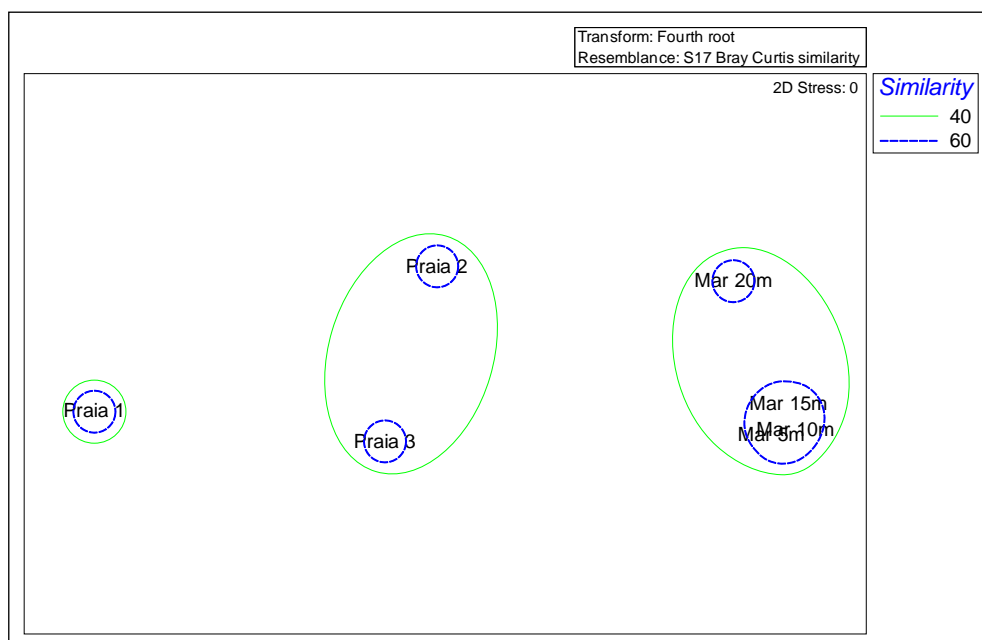 Transform: Fourth root
Resemblance: S17 Bray Curtis similarity
2D Stress: 0
Similarity
40
60
Praia 2
Mar 20m
Praia 1
Mar 15m
Mar 10m
Mar 5m
Praia 3